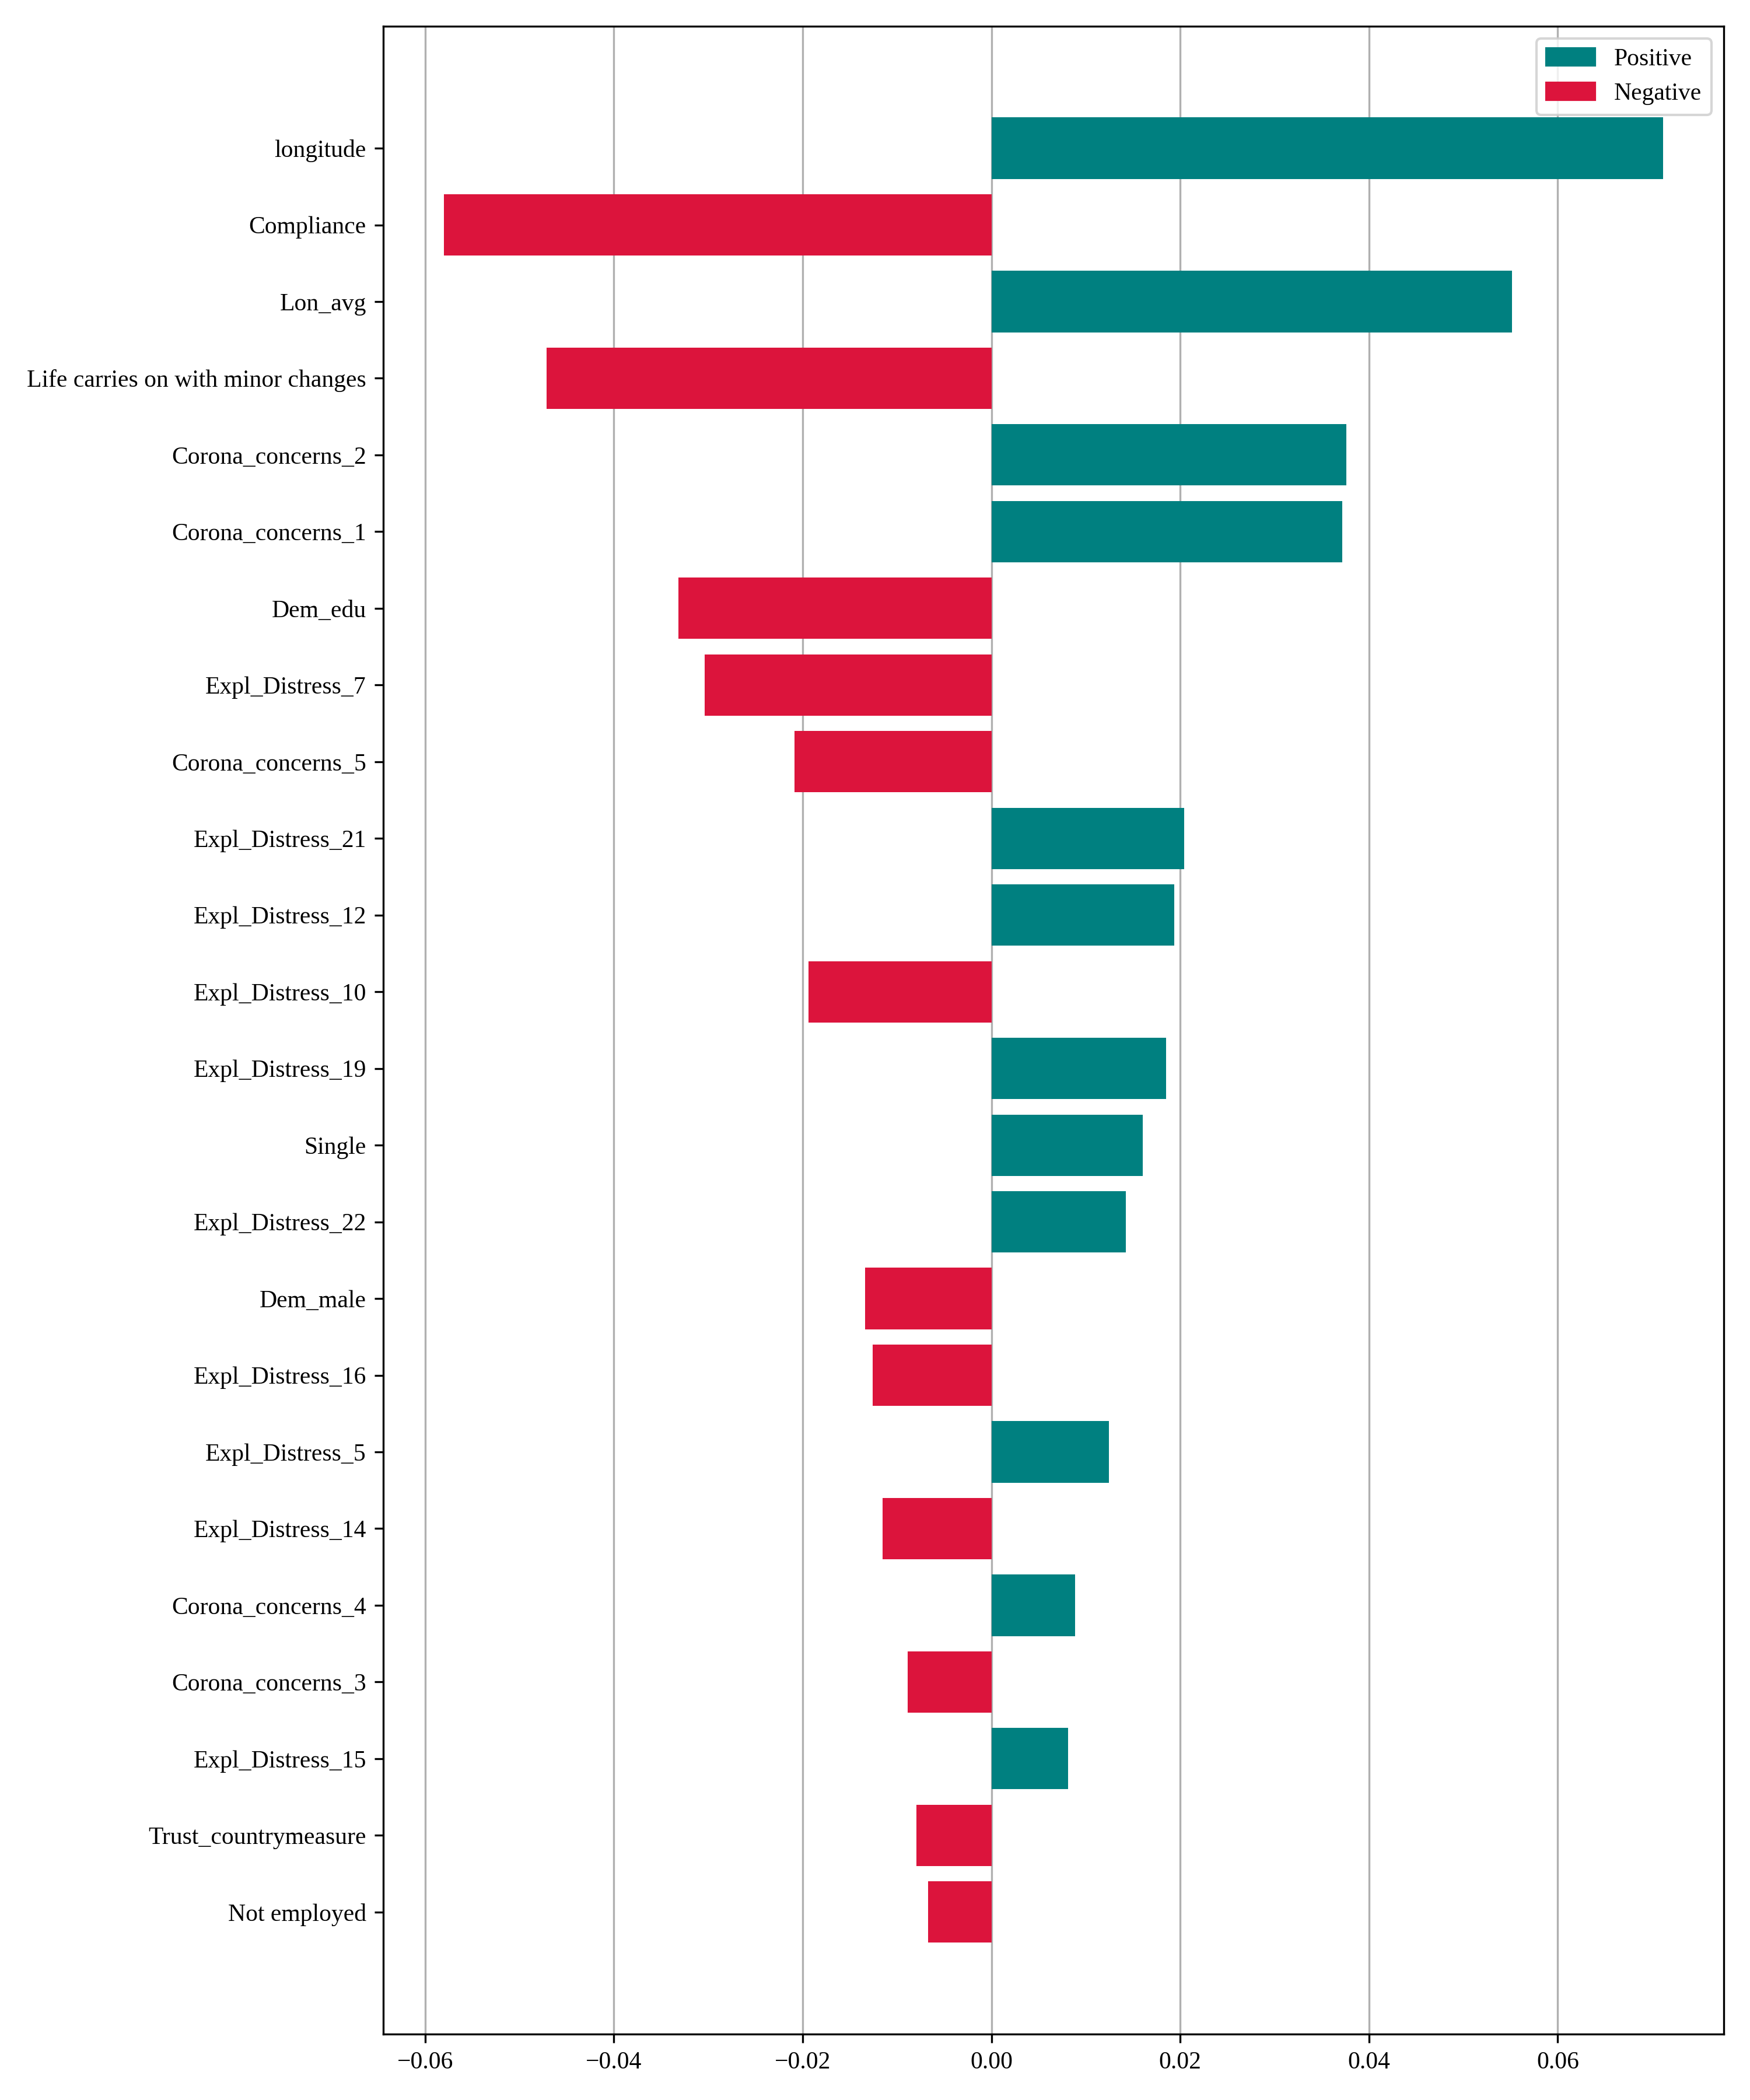 Positive
Negative
longitude
Compliance
Lon_avg
Life carries on with minor changes
Corona_concerns_2
Corona_concerns_1
Dem_edu
Expl_Distress_7
Corona_concerns_5
Expl_Distress_21
Expl_Distress_12
Expl_Distress_10
Expl_Distress_19
Single
Expl_Distress_22
Dem_male
Expl_Distress_16
Expl_Distress_5
Expl_Distress_14
Corona_concerns_4
Corona_concerns_3
Expl_Distress_15
Trust_countrymeasure
Not employed
−0.06 −0.04 −0.02 0.00 0.02 0.04 0.06